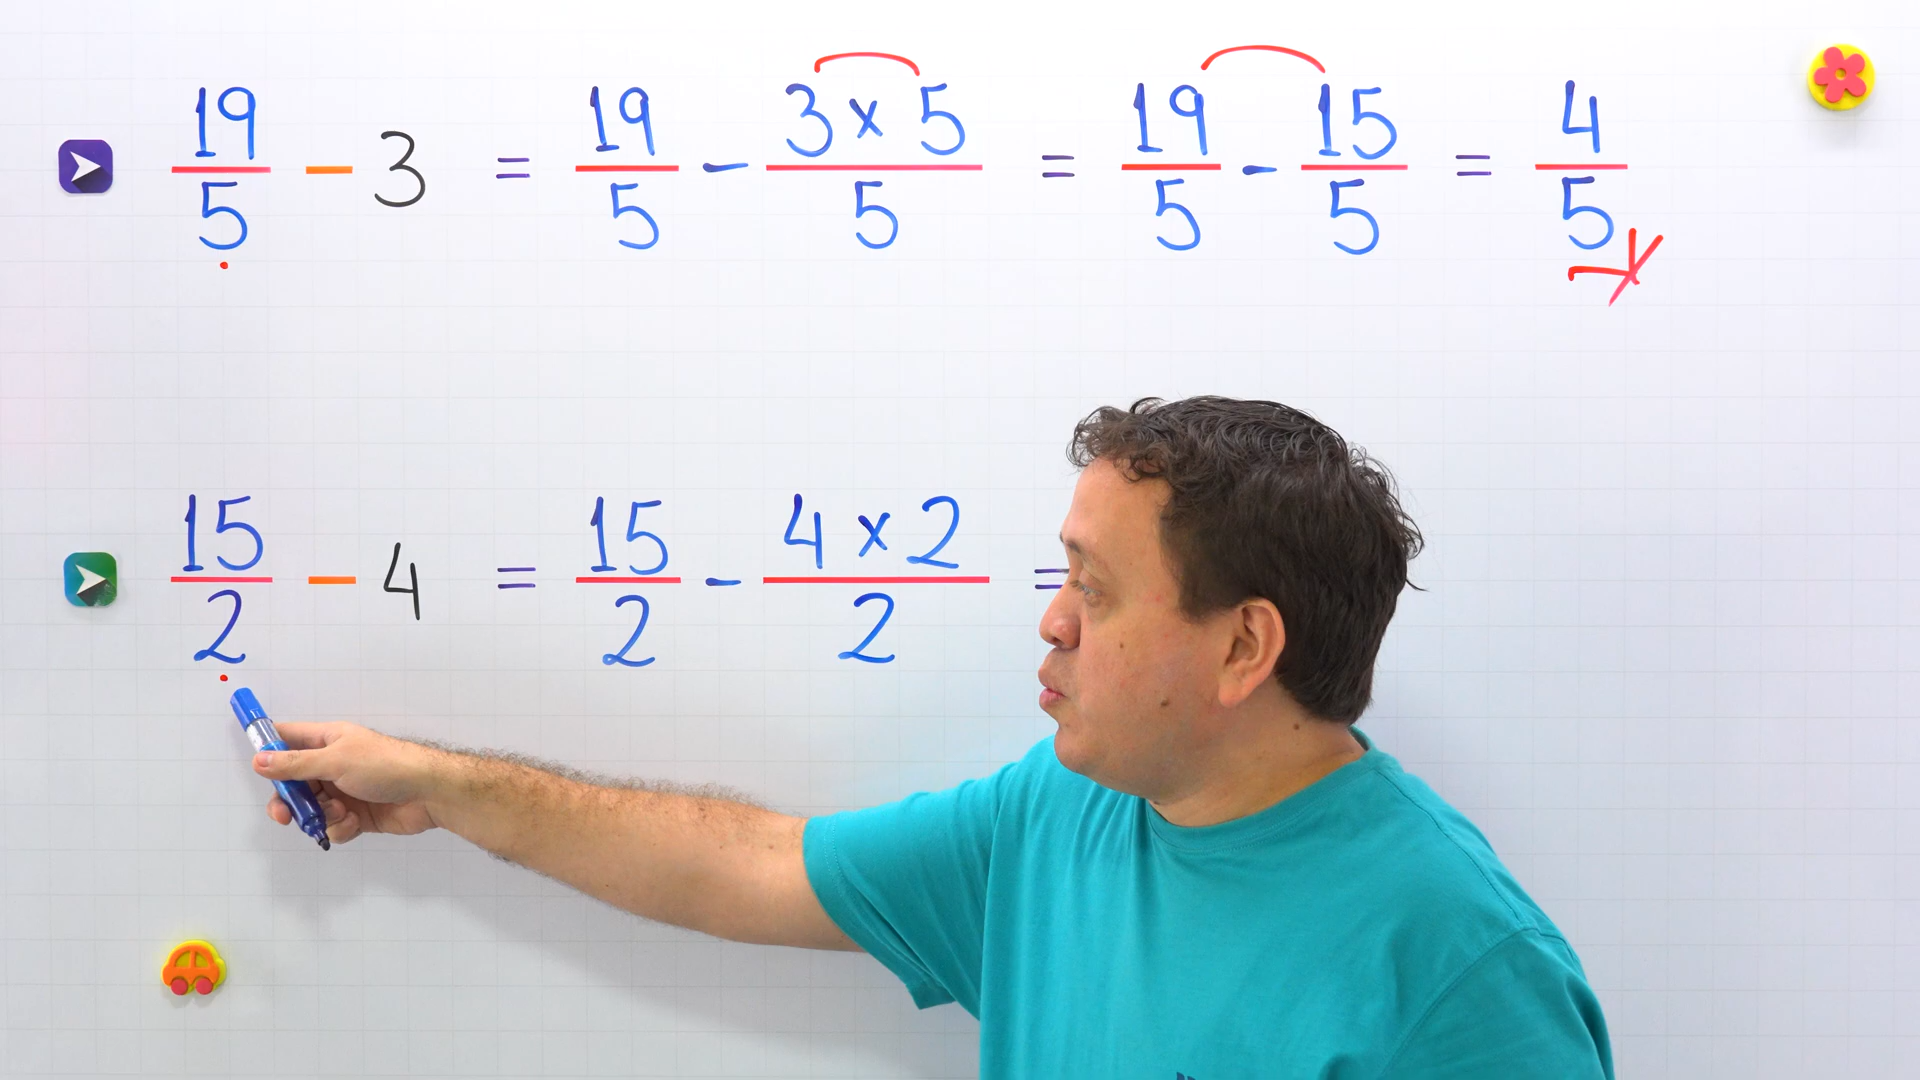 19/5 - 3 = 19/5 - (3 x 5)/5 = 19/5 - 15/5 = 4/5
15/2 - 4 = 15/2 - (4 x 2)/2 =